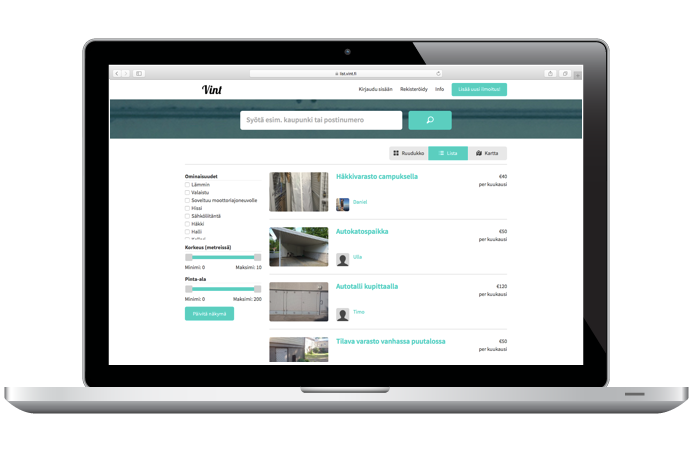 list.vint.fi
Vint
Kirjaudu sisään
Rekisteröidy
Info
Lisää uusi ilmoitus!
Syötä esim. kaupunki tai postinumero
Ruudukko
Lista
Kartta
Ominaisuudet
Lämmin
Valaistu
Soveltuu moottoriajoneuvolle
Hissi
Sähköliitäntä
Häkki
Halli
Korkeus (metreissä)
Minimi: 0
Maksimi: 10
Pinta-ala
Minimi: 0
Maksimi: 200
Päivitä näkymä
Häkkivarasto campuksella
€40
per kuukausi
Daniel
Autokatospaikka
€50
per kuukausi
Ulla
Autotalli kupittaalla
€120
per kuukausi
Timo
Tilava varasto vanhassa puutalossa
€50
per kuukausi